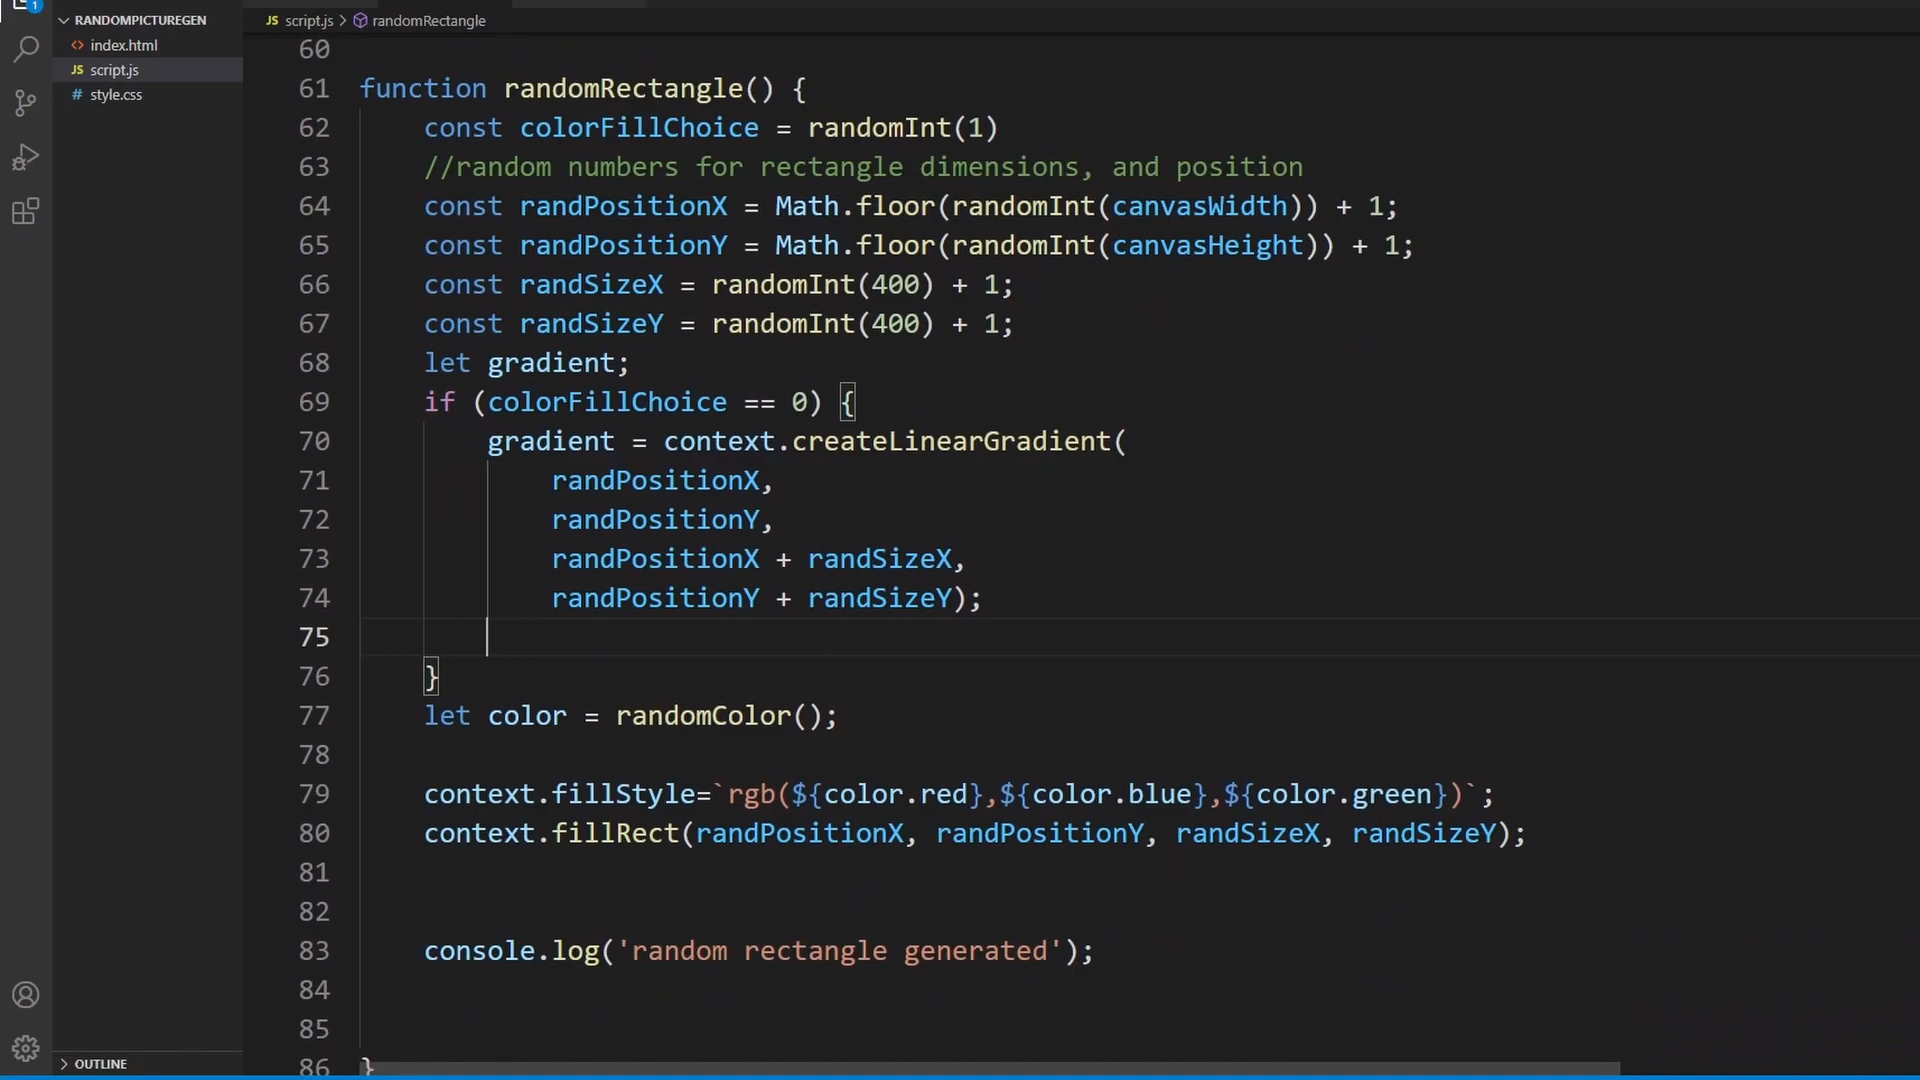 1
RANDOMPICTUREGEN
<> index.html
JS script.js
# style.css
OUTLINE
JS script.js > randomRectangle
60
61 function randomRectangle() {
62 const colorFillChoice = randomInt(1)
63 //random numbers for rectangle dimensions, and position
64 const randPositionX = Math.floor(randomInt(canvasWidth)) + 1;
65 const randPositionY = Math.floor(randomInt(canvasHeight)) + 1;
66 const randSizeX = randomInt(400) + 1;
67 const randSizeY = randomInt(400) + 1;
68 let gradient;
69 if (colorFillChoice == 0) {
70 gradient = context.createLinearGradient(
71 randPositionX,
72 randPositionY,
73 randPositionX + randSizeX,
74 randPositionY + randSizeY);
75
76 }
77 let color = randomColor();
78
79 context.fillStyle=`rgb(${color.red},${color.blue},${color.green})`;
80 context.fillRect(randPositionX, randPositionY, randSizeX, randSizeY);
81
82
83 console.log('random rectangle generated');
84
85
86 }